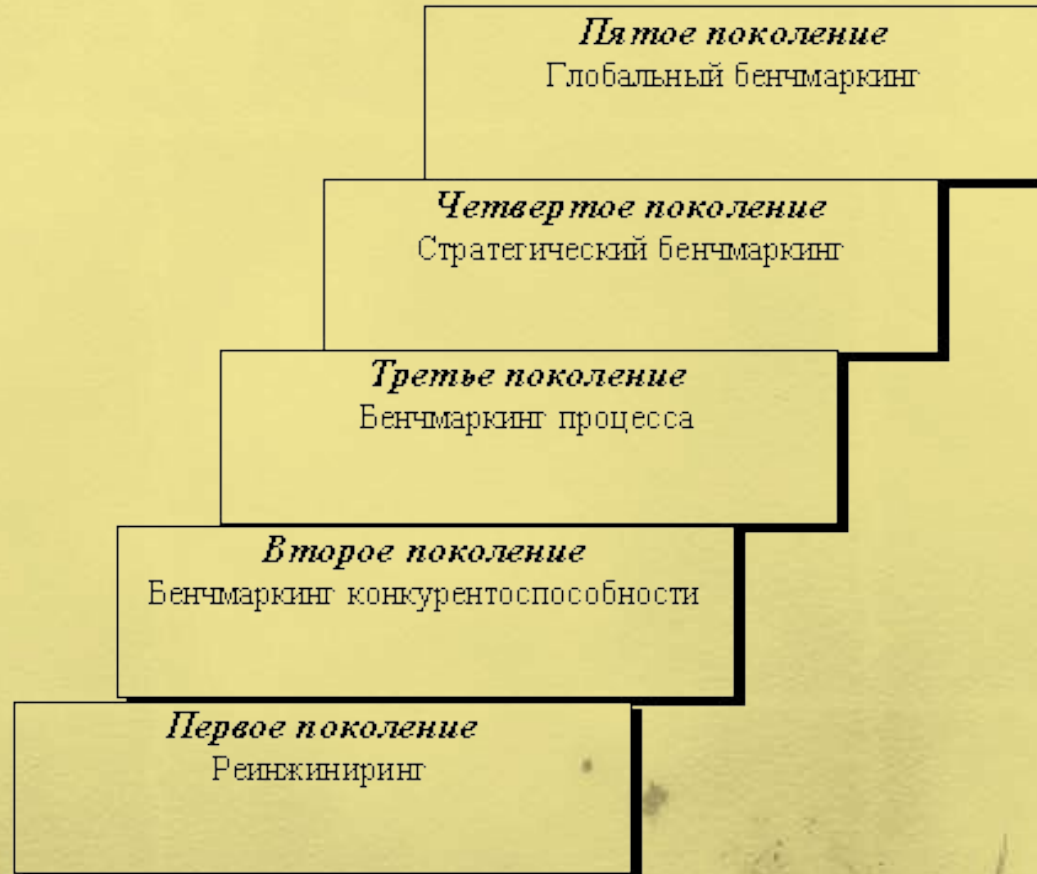 Пятое поколение
Глобальный бенчмаркинг
Четвертое поколение
Стратегический бенчмаркинг
Третье поколение
Бенчмаркинг процесса
Второе поколение
Бенчмаркинг конкурентоспособности
Первое поколение
Реинжиниринг